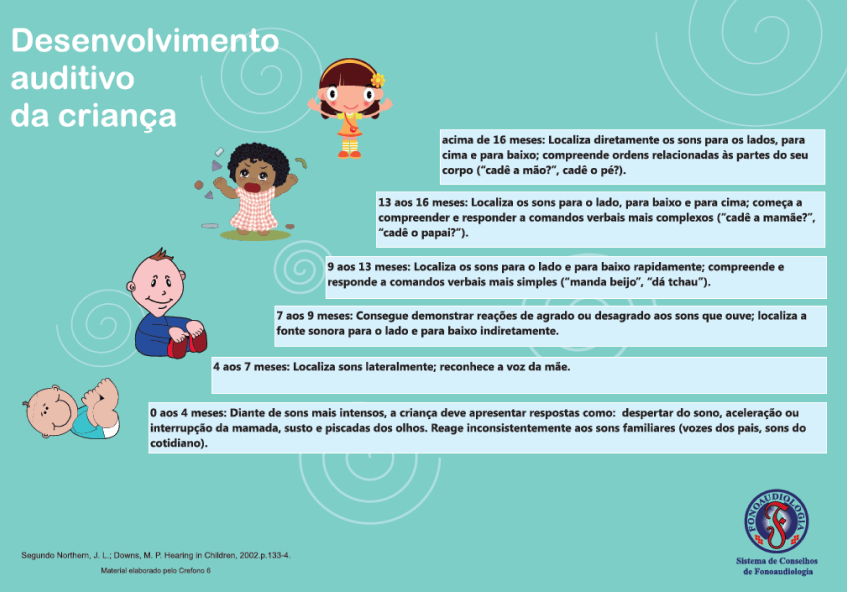 Desenvolvimento
auditivo
da criança
acima de 16 meses: Localiza diretamente os sons para os lados, para
cima e para baixo; compreende ordens relacionadas às partes do seu
corpo (“cadê a mão?”, cadê o pé?).
13 aos 16 meses: Localiza os sons para o lado, para baixo e para cima; começa a
compreender e responder a comandos verbais mais complexos (“cadê a mamãe?”,
“cadê o papai?”).
9 aos 13 meses: Localiza os sons para o lado e para baixo rapidamente; compreende e
responde a comandos verbais mais simples (“manda beijo”, “dá tchau”).
7 aos 9 meses: Consegue demonstrar reações de agrado ou desagrado aos sons que ouve; localiza a
fonte sonora para o lado e para baixo indiretamente.
4 aos 7 meses: Localiza sons lateralmente; reconhece a voz da mãe.
0 aos 4 meses: Diante de sons mais intensos, a criança deve apresentar respostas como: despertar do sono, aceleração ou
interrupção da mamada, susto e piscadas dos olhos. Reage inconsistentemente aos sons familiares (vozes dos pais, sons do
cotidiano).
FONOAUDIOLOGIA
Sistema de Conselhos
de Fonoaudiologia
Segundo Northern, J. L.; Downs, M. P. Hearing in Children, 2002.p.133-4.
Material elaborado pelo Crefono 6